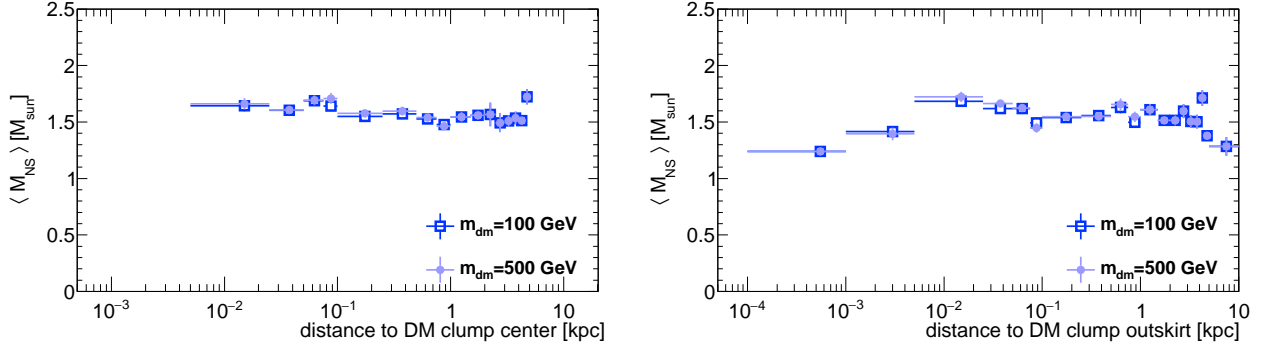 ⟨ M_NS ⟩ [M_sun]
2.5
2
1.5
1
0.5
0
m_dm=100 GeV
m_dm=500 GeV
10⁻³ 10⁻² 10⁻¹ 1 10
distance to DM clump center [kpc]
⟨ M_NS ⟩ [M_sun]
2.5
2
1.5
1
0.5
0
m_dm=100 GeV
m_dm=500 GeV
10⁻⁴ 10⁻³ 10⁻² 10⁻¹ 1 10
distance to DM clump outskirt [kpc]